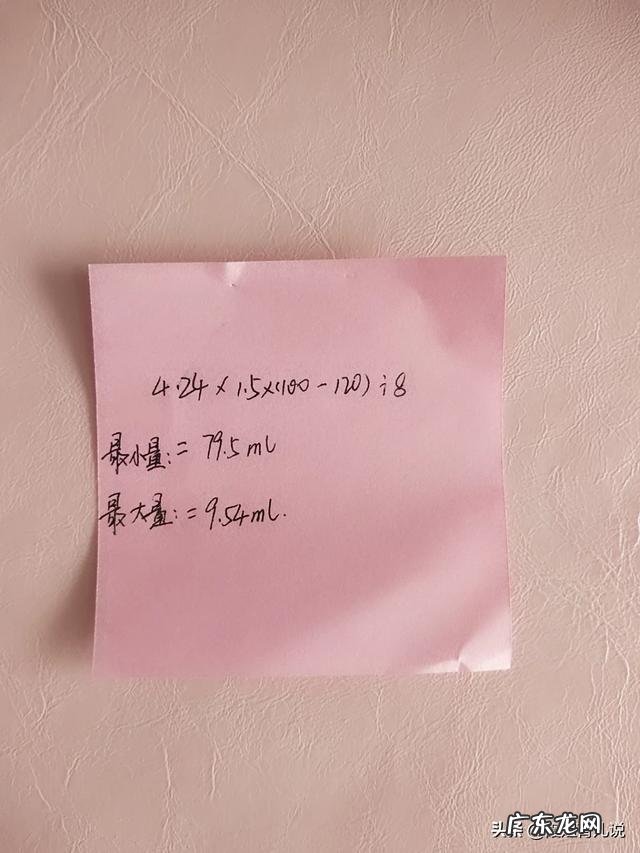 4.24×1.5×(100-120)÷8
最小量:=79.5ml
最大量:=9.54ml.
广东龙网